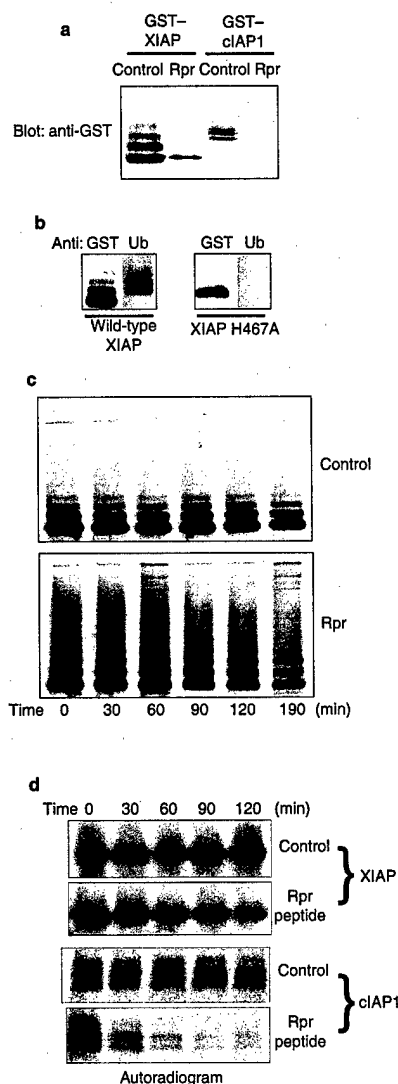 a
GST–
XIAP
GST–
cIAP1
Control Rpr Control Rpr
Blot: anti-GST
b
Anti: GST Ub
GST Ub
Wild-type
XIAP
XIAP H467A
c
Control
Rpr
Time 0 30 60 90 120 190 (min)
d
Time 0 30 60 90 120 (min)
Control
Rpr
peptide
XIAP
Control
Rpr
peptide
cIAP1
Autoradiogram